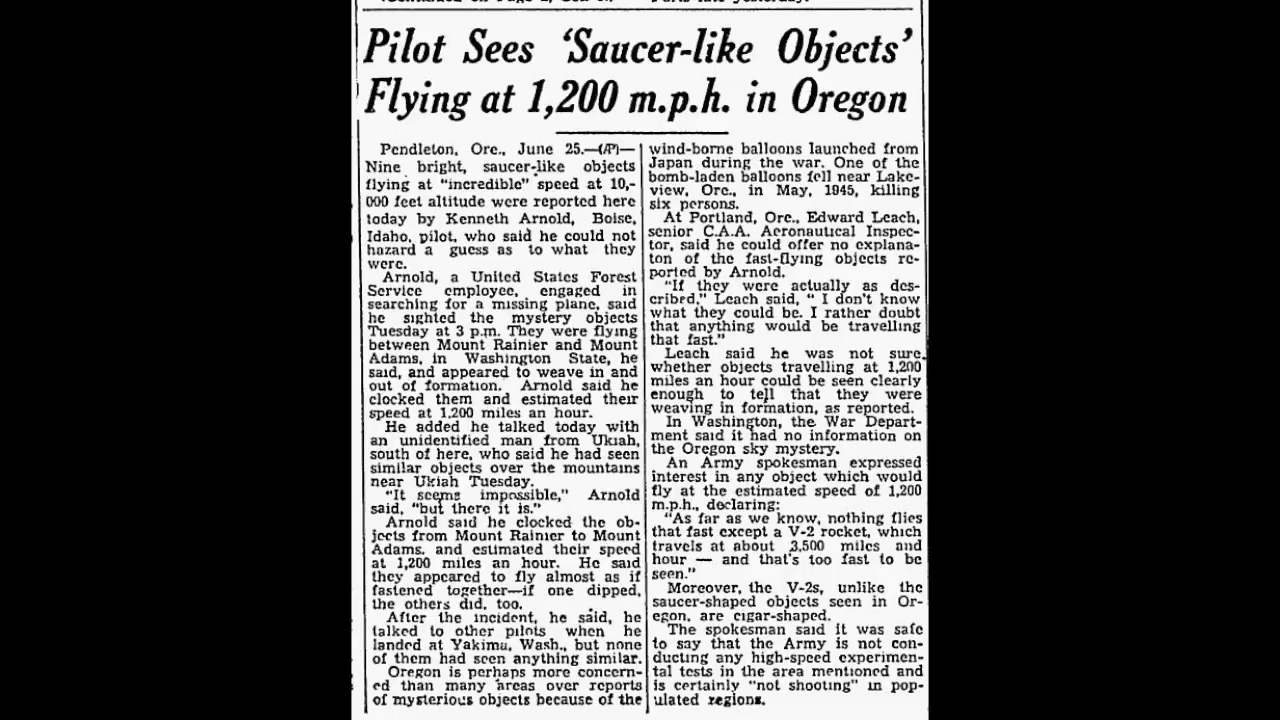 Pilot Sees 'Saucer-like Objects'
Flying at 1,200 m.p.h. in Oregon
Pendleton, Ore., June 25.—(AP)—
Nine bright, saucer-like objects
flying at "incredible" speed at 10,-
000 feet altitude were reported here
today by Kenneth Arnold, Boise,
Idaho, pilot, who said he could not
hazard a guess as to what they
were.
Arnold, a United States Forest
Service employee, engaged in
searching for a missing plane, said
he sighted the mystery objects
Tuesday at 3 p.m. They were flying
between Mount Rainier and Mount
Adams, in Washington State, he
said, and appeared to weave in and
out of formation. Arnold said he
clocked them and estimated their
speed at 1,200 miles an hour.
He added he talked today with
an unidentified man from Ukiah,
south of here, who said he had seen
similar objects over the mountains
near Ukiah Tuesday.
"It seems impossible," Arnold
said, "but there it is."
Arnold said he clocked the ob-
jects from Mount Rainier to Mount
Adams, and estimated their speed
at 1,200 miles an hour. He said
they appeared to fly almost as if
fastened together—if one dipped,
the others did, too.
After the incident, he said, he
talked to other pilots when he
landed at Yakima, Wash., but none
of them had seen anything similar.
Oregon is perhaps more concern-
ed than many areas over reports
of mysterious objects because of the
wind-borne balloons launched from
Japan during the war. One of the
bomb-laden balloons fell near Lake-
view, Ore., in May, 1945, killing
six persons.
At Portland, Ore., Edward Leach,
senior C.A.A. Aeronautical Inspec-
tor, said he could offer no explana-
ton of the fast-flying objects re-
ported by Arnold.
"If they were actually as des-
cribed," Leach said, " I don't know
what they could be. I rather doubt
that anything would be travelling
that fast."
Leach said he was not sure,
whether objects travelling at 1,200
miles an hour could be seen clearly
enough to tell that they were
weaving in formation, as reported.
In Washington, the War Depart-
ment said it had no information on
the Oregon sky mystery.
An Army spokesman expressed
interest in any object which would
fly at the estimated speed of 1,200
m.p.h., declaring:
"As far as we know, nothing flies
that fast except a V-2 rocket, which
travels at about 3,500 miles and
hour — and that's too fast to be
seen."
Moreover, the V-2s, unlike the
saucer-shaped objects seen in Or-
egon, are cigar-shaped.
The spokesman said it was safe
to say that the Army is not con-
ducting any high-speed experimen-
tal tests in the area mentioned and
is certainly "not shooting" in pop-
ulated regions.